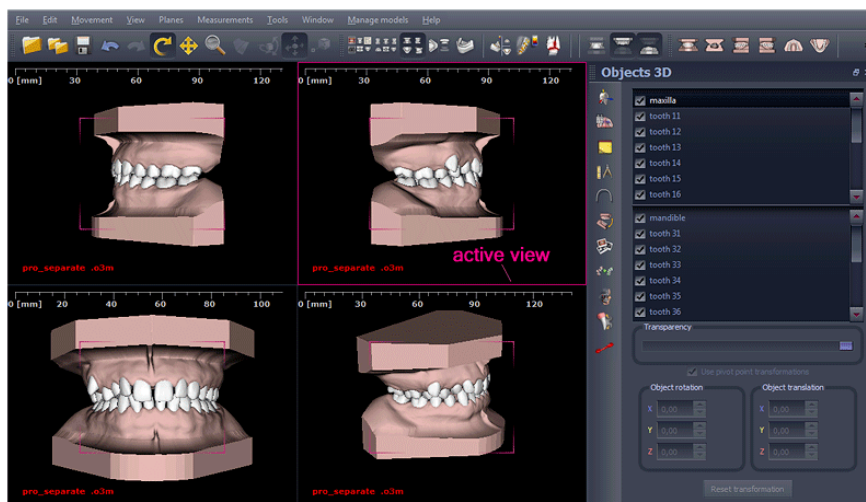 File Edit Movement View Planes Measurements Tools Window Manage models Help
0 [mm] 30 60 90 130
0 [mm] 30 60 90 130
Objects 3D
maxilla
tooth 11
tooth 12
tooth 13
tooth 14
tooth 15
tooth 16
mandible
tooth 31
tooth 32
tooth 33
tooth 34
tooth 35
tooth 36
pro_separate .o3m
active view
pro_separate .o3m
20 [mm] 40 60 80 100
0 [mm] 30 60 90 130
Transparency
Use pivot point transformations
Object rotation Object translation
X 0,00 X 0,00
Y 0,00 Y 0,00
Z 0,00 Z 0,00
pro_separate .o3m
pro_separate .o3m
Reset transformation